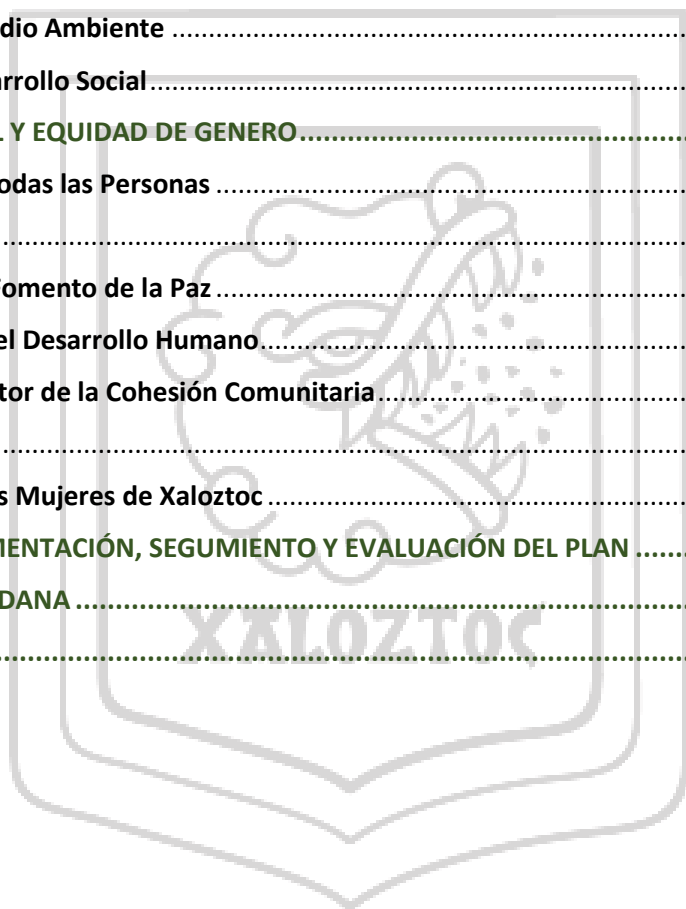 dio Ambiente ........................................................................
rrollo Social ........................................................................
L Y EQUIDAD DE GENERO ........................................................................
odas las Personas ........................................................................
........................................................................
Fomento de la Paz ........................................................................
el Desarrollo Humano ........................................................................
tor de la Cohesión Comunitaria ........................................................................
........................................................................
s Mujeres de Xaloztoc ........................................................................
MENTACIÓN, SEGUMIENTO Y EVALUACIÓN DEL PLAN .......
DANA ........................................................................
XALOZTOC
........................................................................